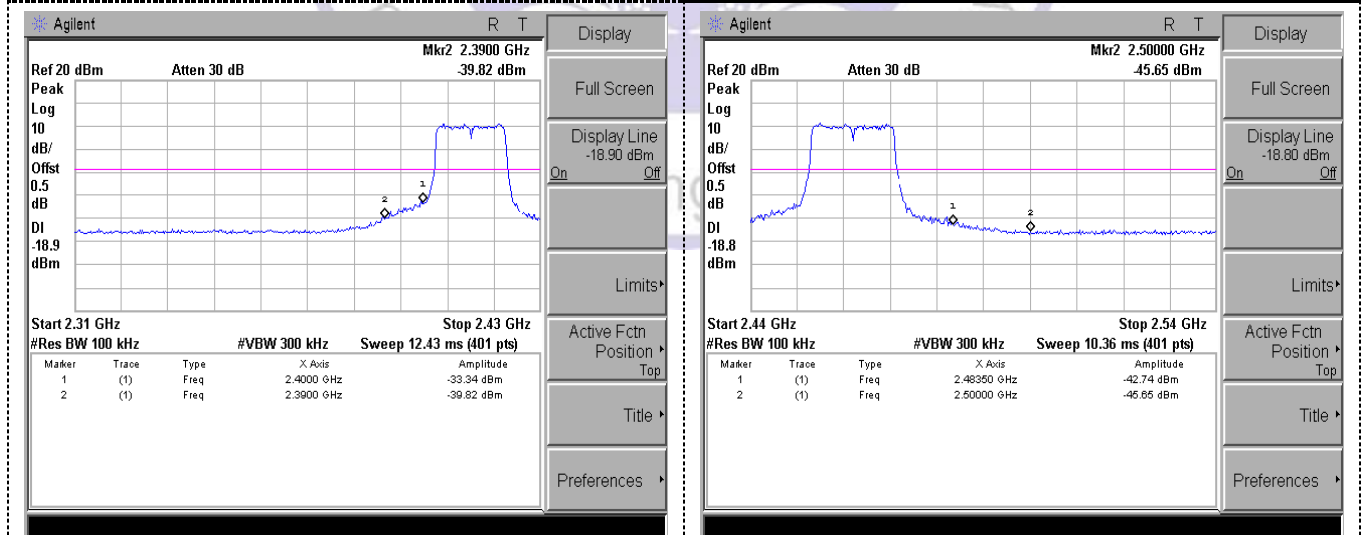 Agilent
R T
Mkr2 2.3900 GHz
Ref 20 dBm
Atten 30 dB
-39.82 dBm
Peak
Log
10
dB/
Offst
0.5
dB
DI
-18.9
dBm
1
2
Start 2.31 GHz
Stop 2.43 GHz
#Res BW 100 kHz
#VBW 300 kHz
Sweep 12.43 ms (401 pts)
Marker Trace Type X Axis Amplitude
1 (1) Freq 2.4000 GHz -33.34 dBm
2 (1) Freq 2.3900 GHz -39.82 dBm
Display
Full Screen
Display Line
-18.90 dBm
On Off
Limits
Active Fctn
Position
Top
Title
Preferences
Agilent
R T
Mkr2 2.50000 GHz
Ref 20 dBm
Atten 30 dB
-45.65 dBm
Peak
Log
10
dB/
Offst
0.5
dB
DI
-18.8
dBm
1
2
Start 2.44 GHz
Stop 2.54 GHz
#Res BW 100 kHz
#VBW 300 kHz
Sweep 10.36 ms (401 pts)
Marker Trace Type X Axis Amplitude
1 (1) Freq 2.48350 GHz -42.74 dBm
2 (1) Freq 2.50000 GHz -45.65 dBm
Display
Full Screen
Display Line
-18.80 dBm
On Off
Limits
Active Fctn
Position
Top
Title
Preferences